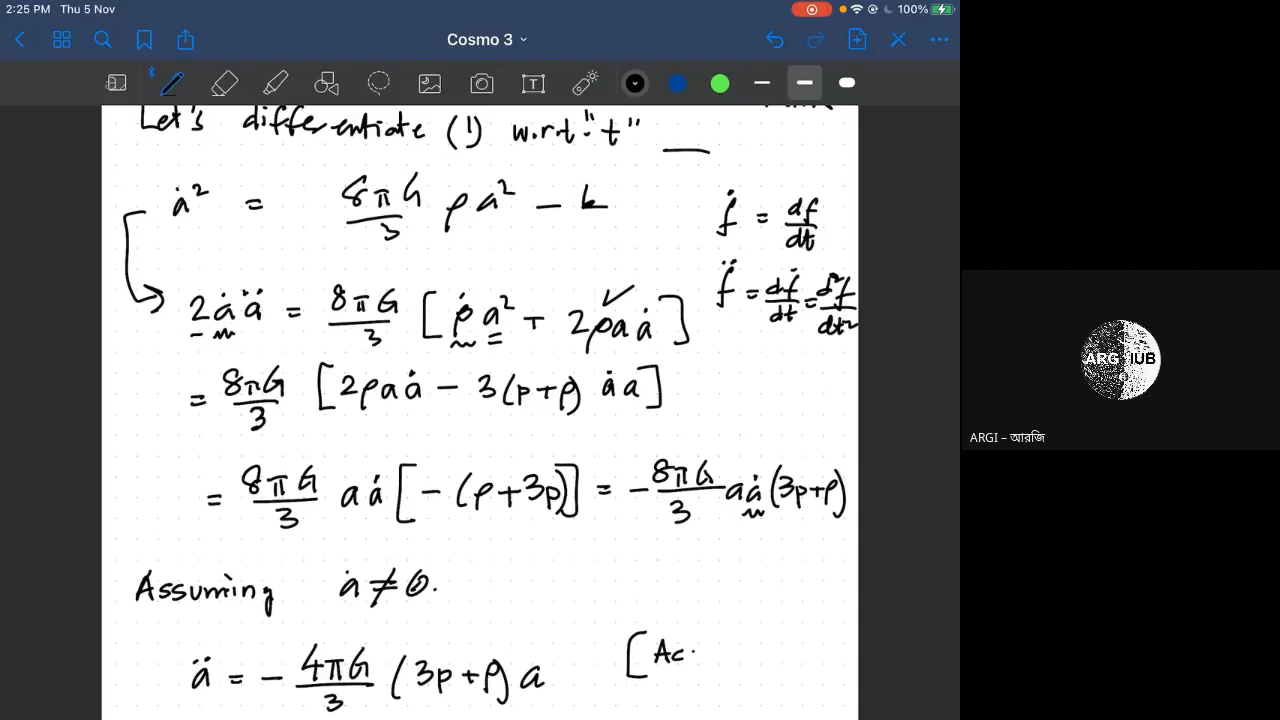 2:25 PM Thu 5 Nov
100%
Cosmo 3
T
Let's differentiate (1) w.r.t "t"
ȧ² = 8πG/3 ρa² − k
ḟ = df/dt
2ȧä = 8πG/3 [ρ̇a² + 2ρaȧ]
f̈ = dḟ/dt = d²f/dt²
= 8πG/3 [2ρaȧ − 3(p+ρ) ȧa]
= 8πG/3 aȧ[−(ρ+3p)] = −8πG/3 aȧ(3p+ρ)
Assuming ȧ ≠ 0.
ä = −4πG/3 (3p+ρ)a
[Ac
ARG IUB
ARGI – আরজি